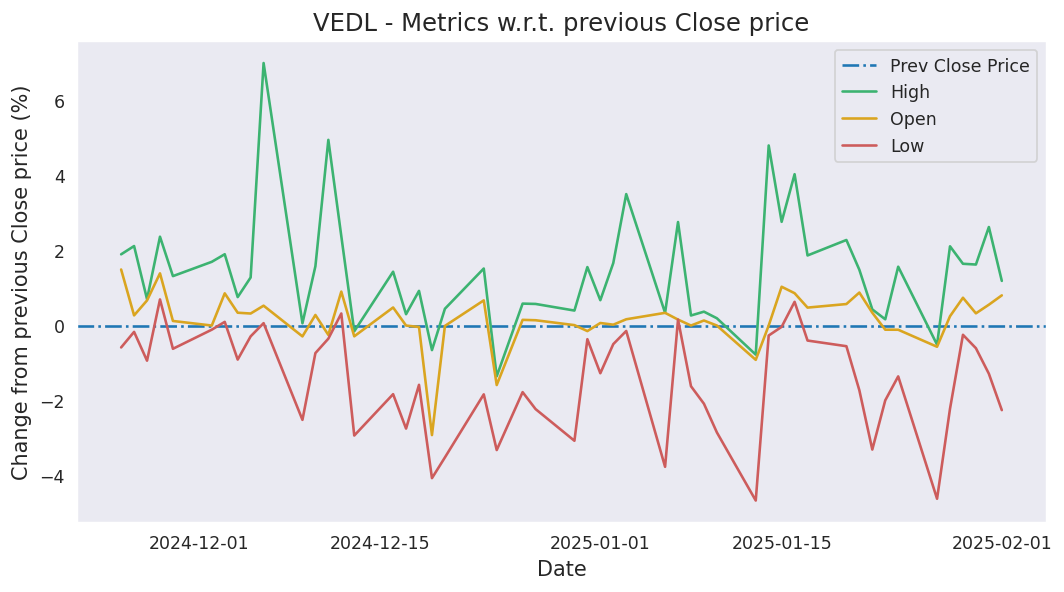 VEDL - Metrics w.r.t. previous Close price
Prev Close Price
High
Open
Low
Change from previous Close price (%)
6
4
2
0
−2
−4
2024-12-01
2024-12-15
2025-01-01
2025-01-15
2025-02-01
Date